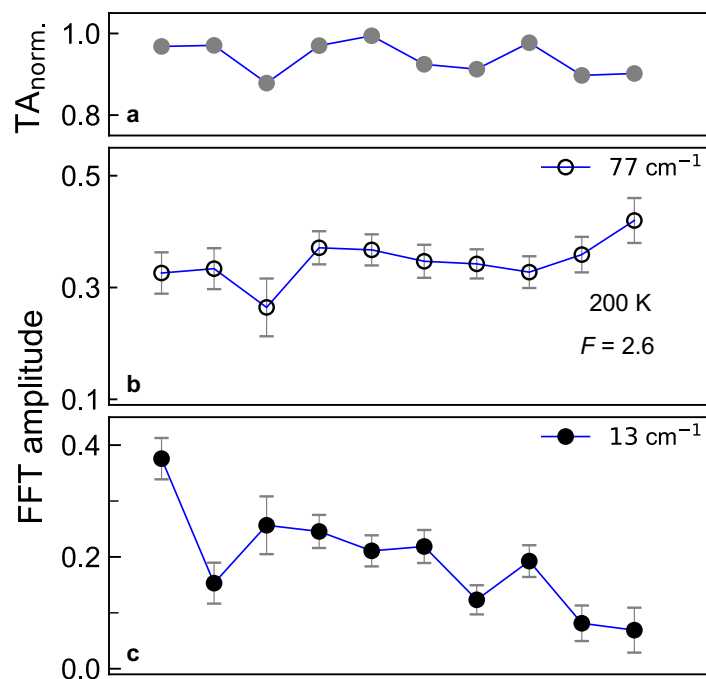 TAnorm.
1.0
0.8
a
FFT amplitude
0.5
0.3
0.1
77 cm⁻¹
200 K
F = 2.6
b
0.4
0.2
0.0
13 cm⁻¹
c